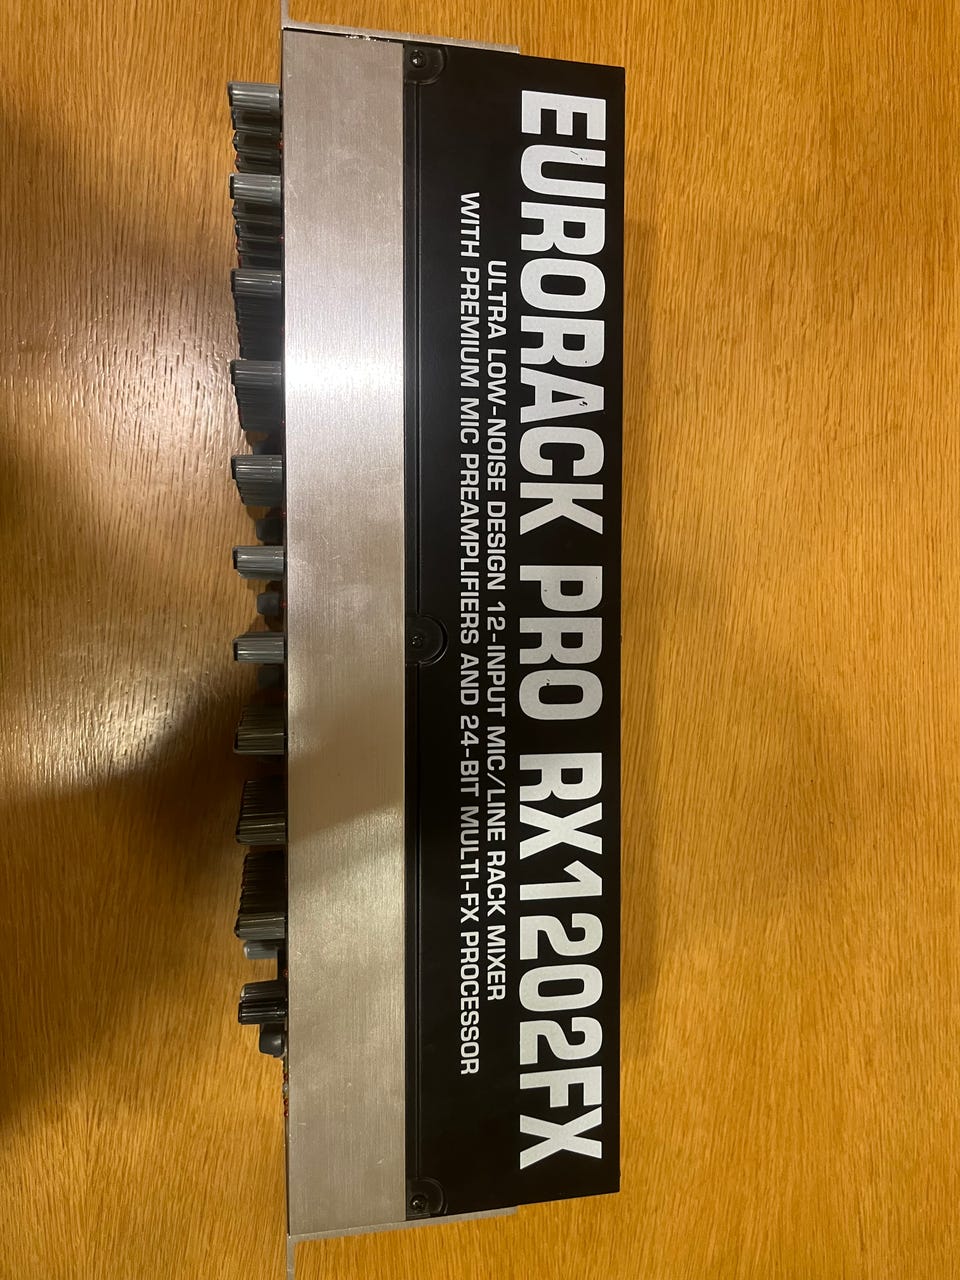 EURORACK PRO RX1202FX
ULTRA LOW-NOISE DESIGN 12-INPUT MIC/LINE RACK MIXER
WITH PREMIUM MIC PREAMPLIFIERS AND 24-BIT MULTI-FX PROCESSOR